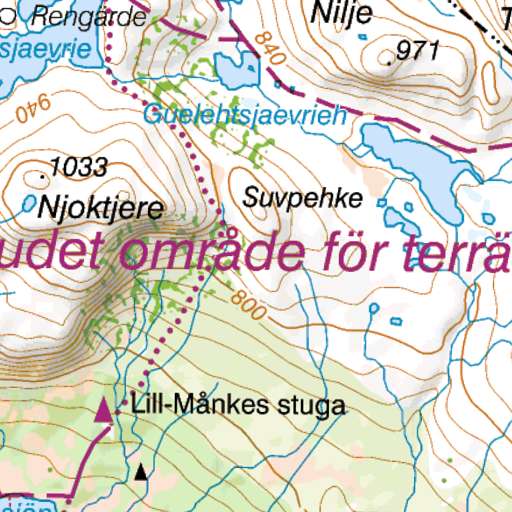 Rengärde
Nilje
sjaevrie
840
.971
940
Guelehtsjaevrieh
.1033
Njoktjere
Suvpehke
udet område för terrä
800
Lill-Månkes stuga